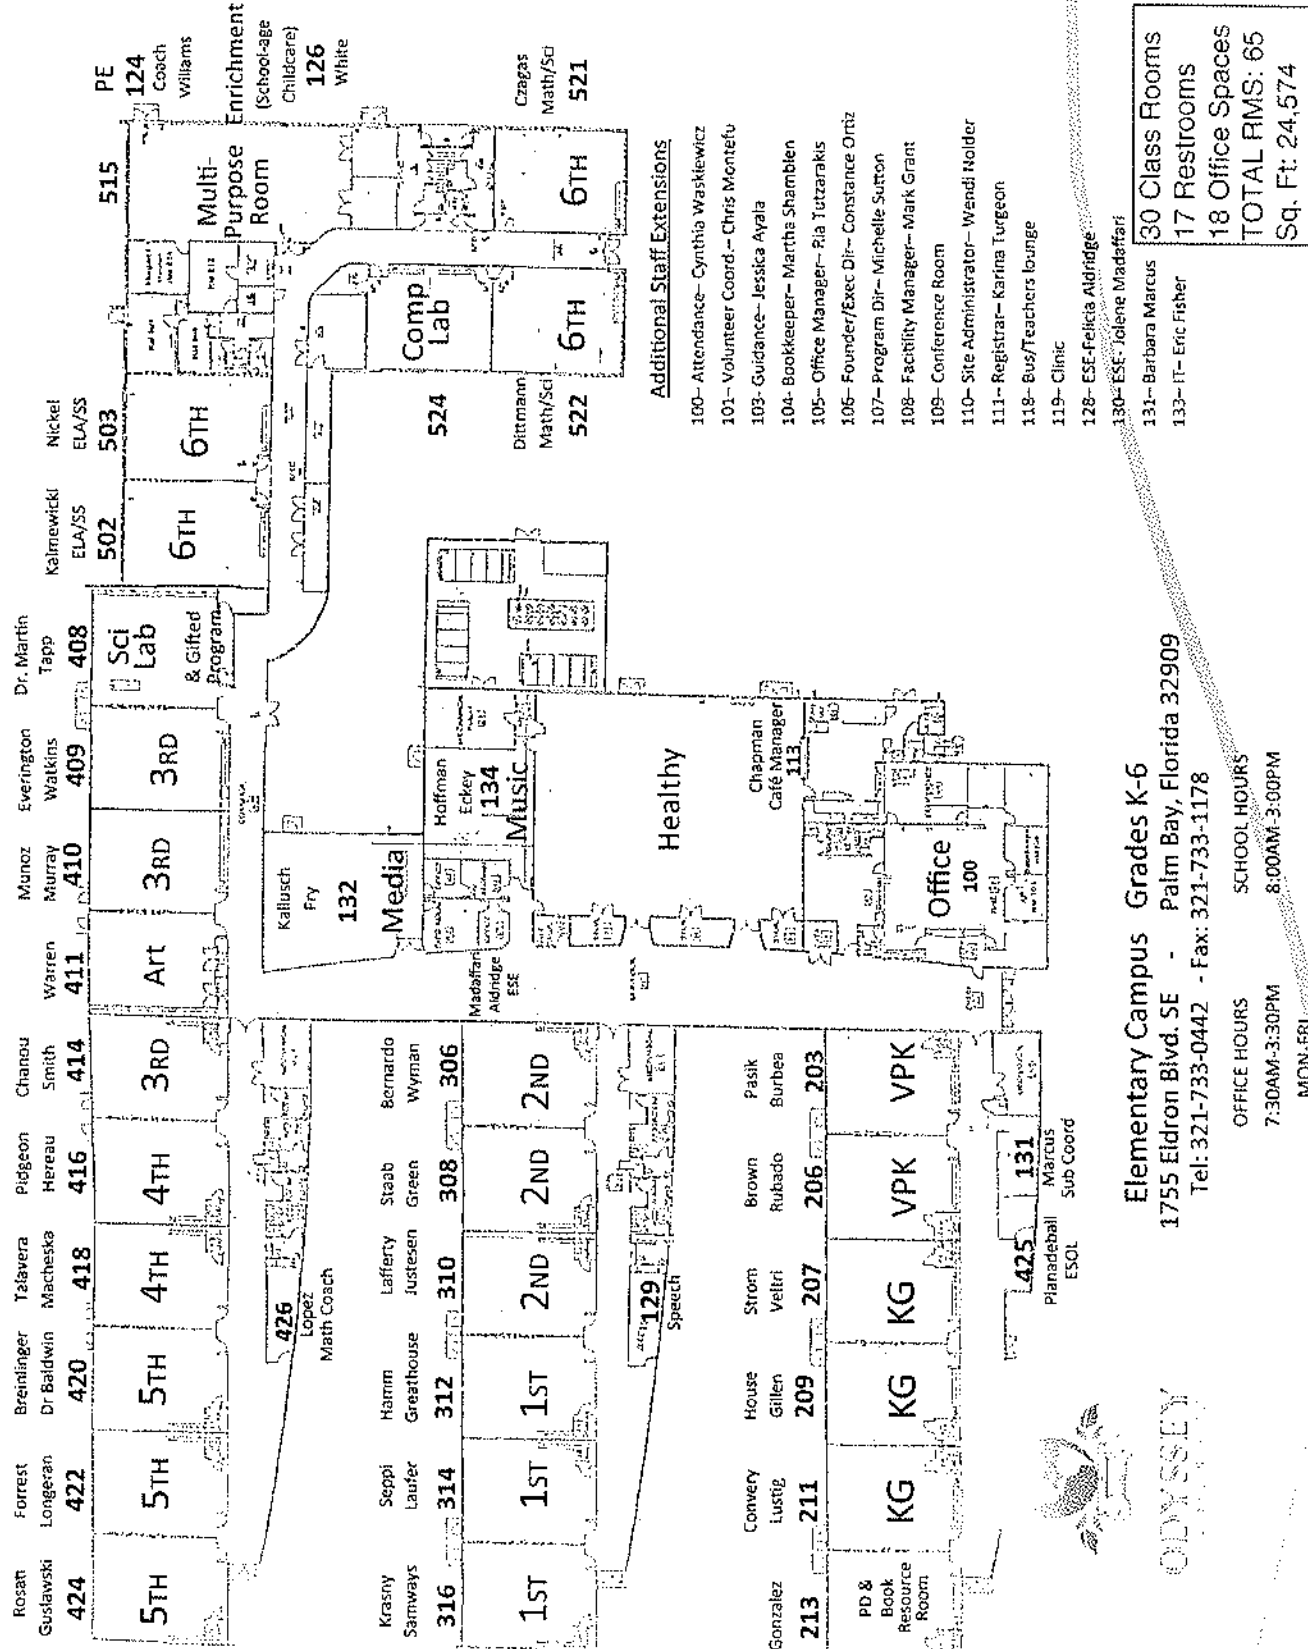 Rosati
Guslawski
424
5TH
Forrest
Longeran
422
5TH
Breinlinger
Dr Baldwin
420
5TH
Talavera
Macheska
418
4TH
Pidgeon
Hereau
416
4TH
Chanou
Smith
414
3RD
Warren
411
Art
Munoz
Murray
410
3RD
Everington
Watkins
409
3RD
Dr. Martin
Tapp
408
Sci
Lab
& Gifted
Program
Kalmewicki
ELA/SS
502
6TH
Nickel
ELA/SS
503
6TH
515
Multi-
Purpose
Room
PE
124
Coach
Williams
Enrichment
(School-age
Childcare)
126
White
Comp
Lab
524
Czagas
Math/Sci
521
6TH
Dittmann
Math/Sci
522
6TH
426
Lopez
Math Coach
Kallusch
Fry
132
Media
Hoffman
Eckey
134
Music
Madaffari
Aldridge
ESE
Healthy
Chapman
Café Manager
113
Office
100
Krasny
Samways
316
1ST
Seppi
Laufer
314
1ST
Hamm
Greathouse
312
1ST
Lafferty
Justesen
310
2ND
Staab
Green
308
2ND
Bernardo
Wyman
306
2ND
129
Speech
Gonzalez
213
PD &
Book
Resource
Room
Convery
Lustig
211
KG
House
Gillen
209
KG
Strom
Veltri
207
KG
Brown
Rubado
206
VPK
Pasik
Burbea
203
VPK
425
Planadeball
ESOL
131
Marcus
Sub Coord
Additional Staff Extensions
100– Attendance– Cynthia Waskiewicz
101– Volunteer Coord.– Chris Montefu
103- Guidance– Jessica Ayala
104- Bookkeeper– Martha Shamblen
105– Office Manager– Ria Tutzarakis
106– Founder/Exec Dir– Constance Ortiz
107– Program Dir– Michelle Sutton
108– Facility Manager– Mark Grant
109– Conference Room
110– Site Administrator– Wendi Nolder
111– Registrar– Karina Turgeon
118– Bus/Teachers lounge
119– Clinic
128– ESE-Felicia Aldridge
130-ESE- Jolene Madaffari
131– Barbara Marcus
133– IT– Eric Fisher
30 Class Rooms
17 Restrooms
18 Office Spaces
TOTAL RMS: 65
Sq. Ft: 24,574
Elementary Campus Grades K-6
1755 Eldron Blvd. SE - Palm Bay, Florida 32909
Tel: 321-733-0442 - Fax: 321-733-1178
OFFICE HOURS SCHOOL HOURS
7:30AM-3:30PM 8:00AM-3:00PM
MON-FRI
ODYSSEY